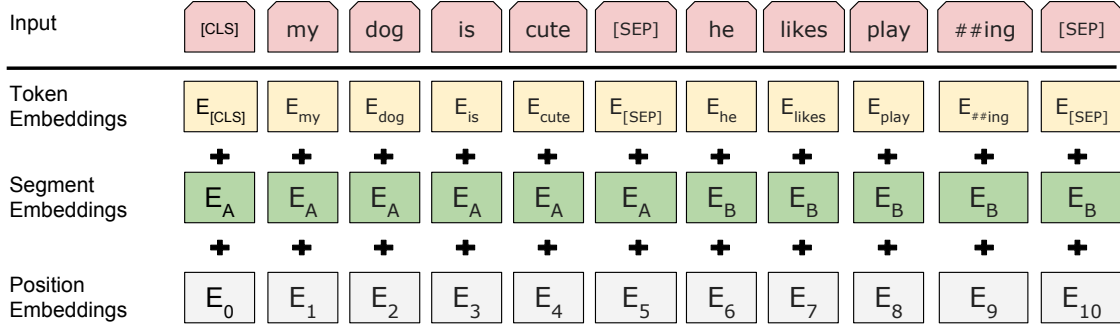 Input [CLS] my dog is cute [SEP] he likes play ##ing [SEP]
Token Embeddings E[CLS] Emy Edog Eis Ecute E[SEP] Ehe Elikes Eplay E##ing E[SEP]
+ + + + + + + + + + +
Segment Embeddings EA EA EA EA EA EA EB EB EB EB EB
+ + + + + + + + + + +
Position Embeddings E0 E1 E2 E3 E4 E5 E6 E7 E8 E9 E10